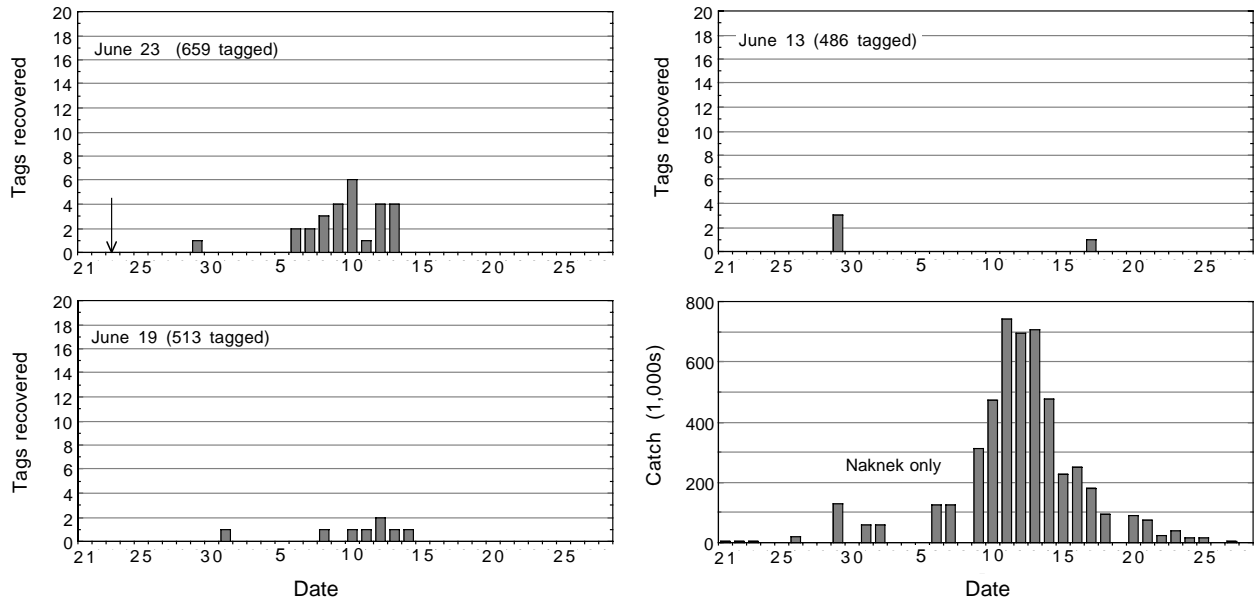 20
18
16
14
12
10
8
6
4
2
0
Tags recovered
June 23 (659 tagged)
21 25 30 5 10 15 20 25
20
18
16
14
12
10
8
6
4
2
0
Tags recovered
June 13 (486 tagged)
21 25 30 5 10 15 20 25
20
18
16
14
12
10
8
6
4
2
0
Tags recovered
June 19 (513 tagged)
21 25 30 5 10 15 20 25
Date
800
600
400
200
0
Catch (1,000s)
Naknek only
21 25 30 5 10 15 20 25
Date